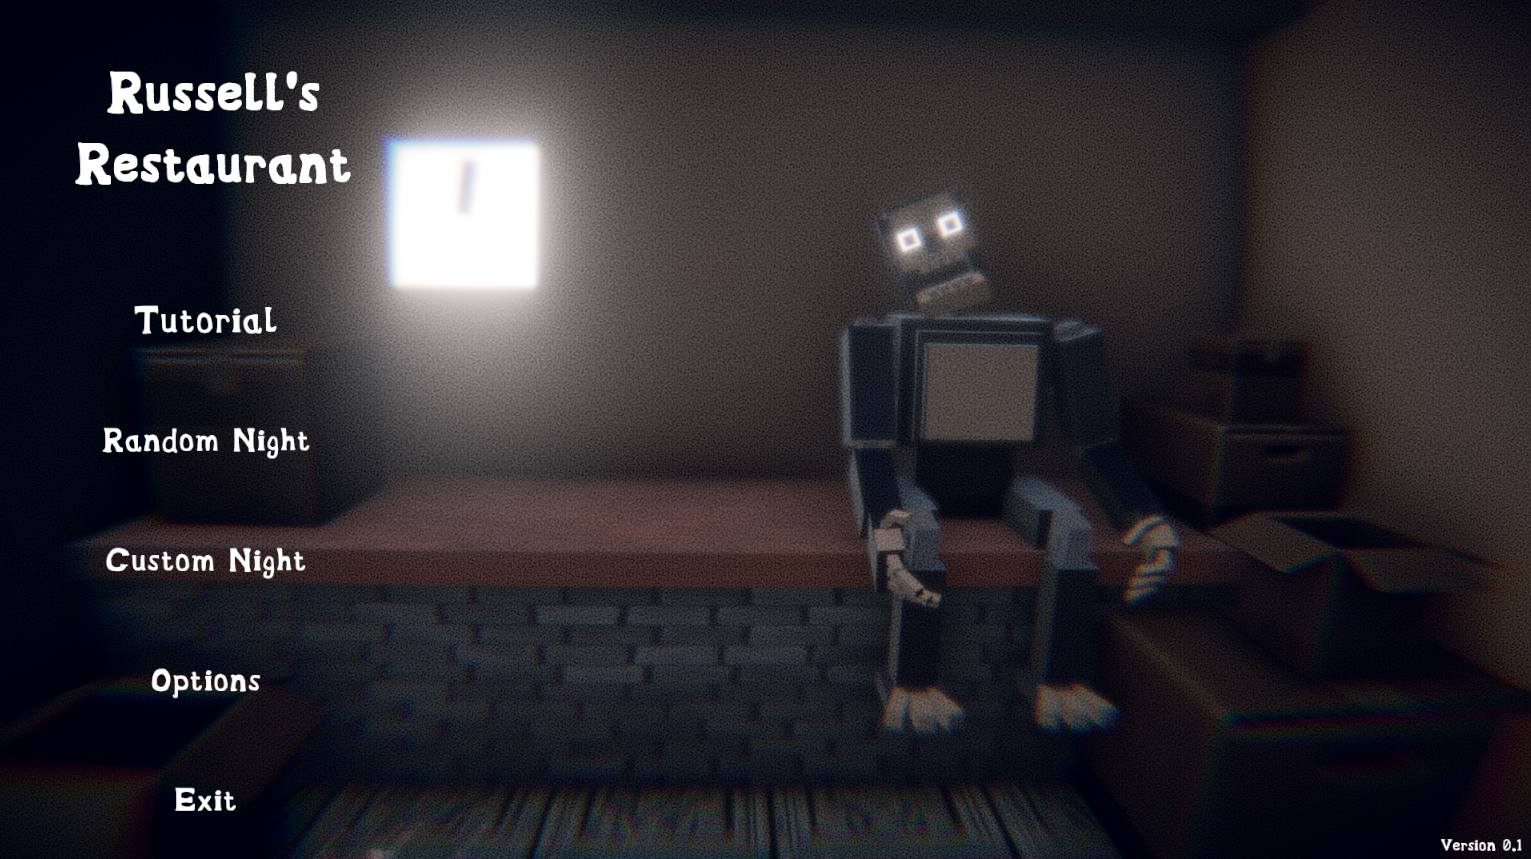 Russell's
Restaurant
Tutorial
Random Night
Custom Night
Options
Exit
Version 0.1